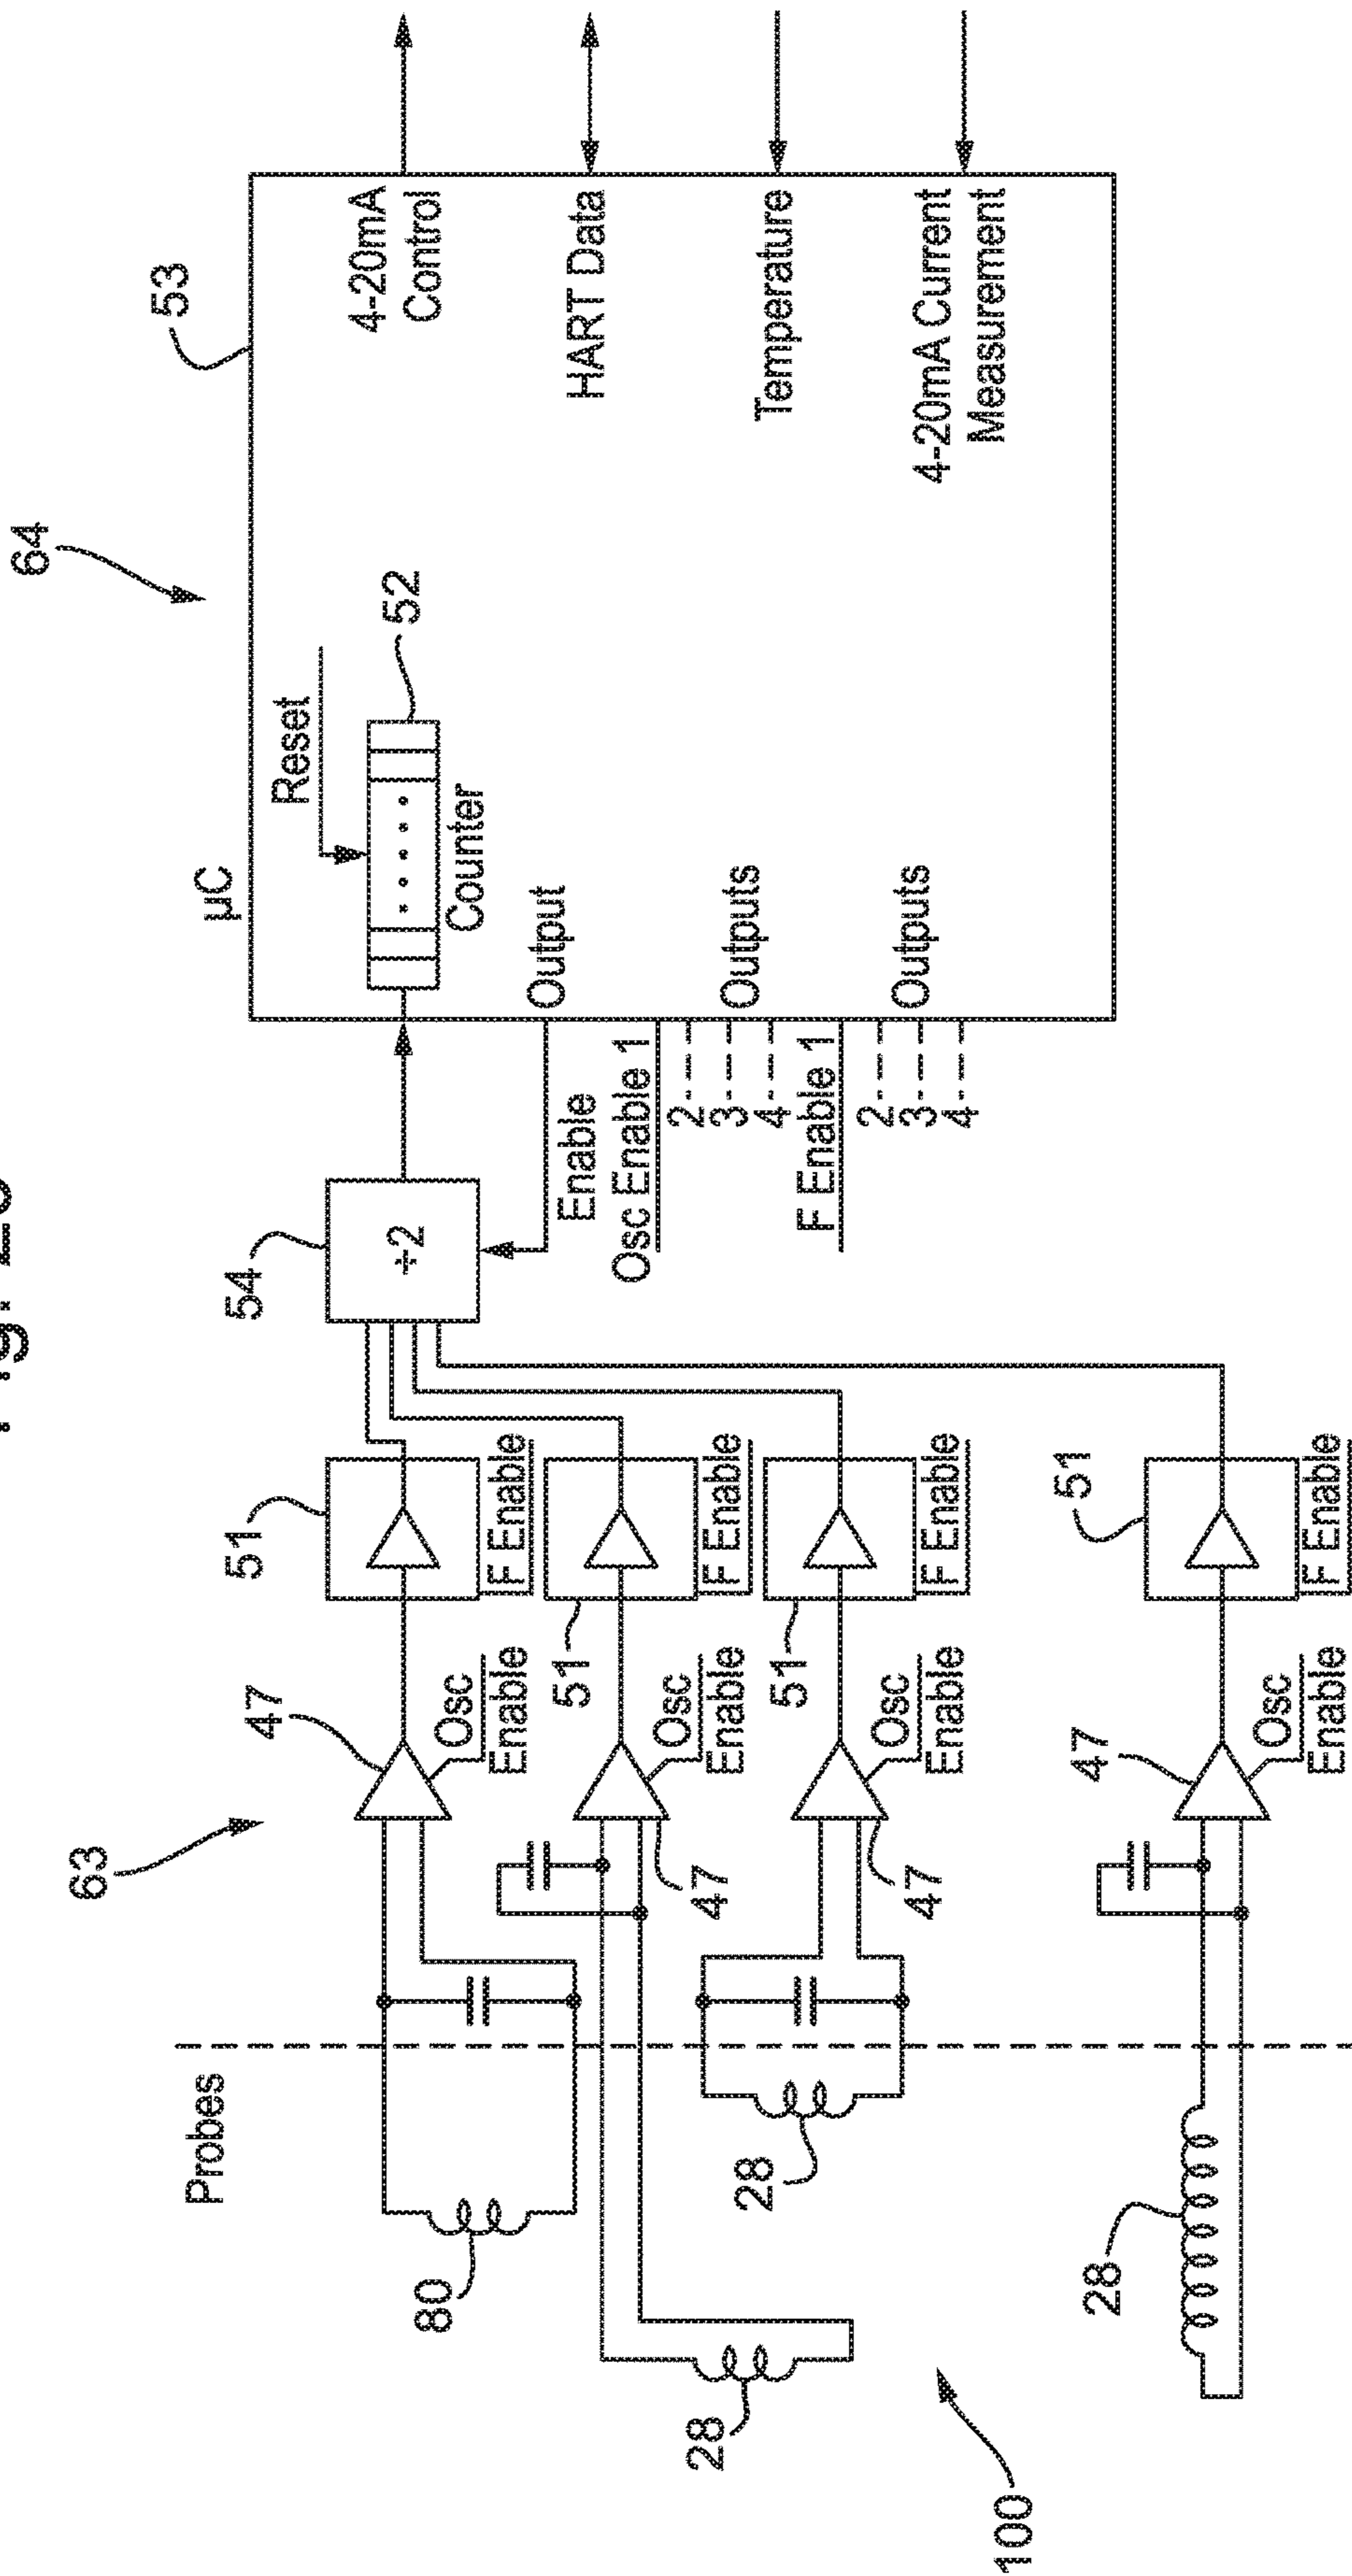 64
53
63
µC
Reset
52
Counter
54
÷2
Output
Enable
Osc Enable 1
2
3
4
Outputs
F Enable 1
2
3
4
Outputs
4-20mA
Control
HART Data
Temperature
4-20mA Current
Measurement
Probes
80
47
Osc
Enable
51
F Enable
28
47
Osc
Enable
51
F Enable
28
47
Osc
Enable
51
F Enable
28
47
Osc
Enable
51
F Enable
100